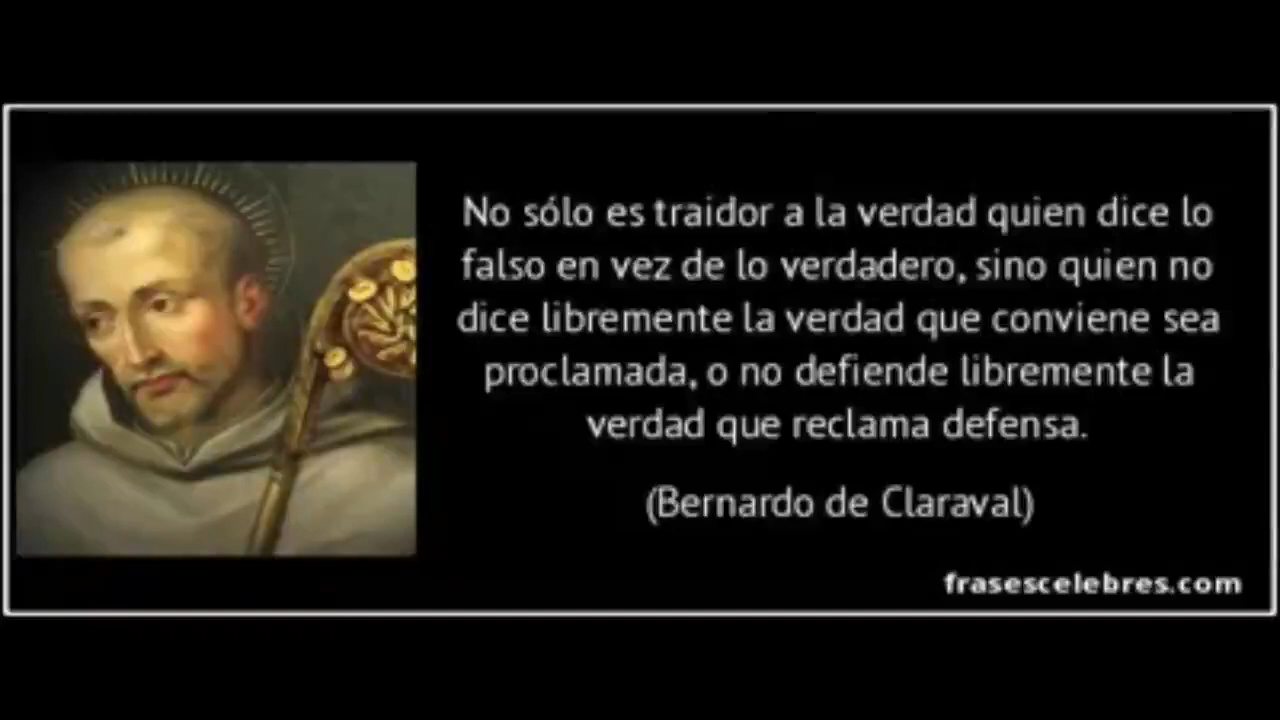 No sólo es traidor a la verdad quien dice lo
falso en vez de lo verdadero, sino quien no
dice libremente la verdad que conviene sea
proclamada, o no defiende libremente la
verdad que reclama defensa.
(Bernardo de Claraval)
frasescelebres.com